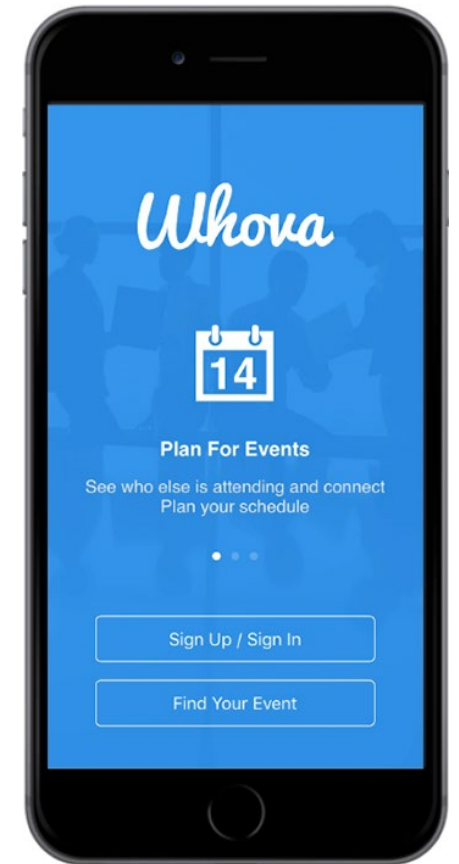 Whova
14
Plan For Events
See who else is attending and connect
Plan your schedule
Sign Up / Sign In
Find Your Event